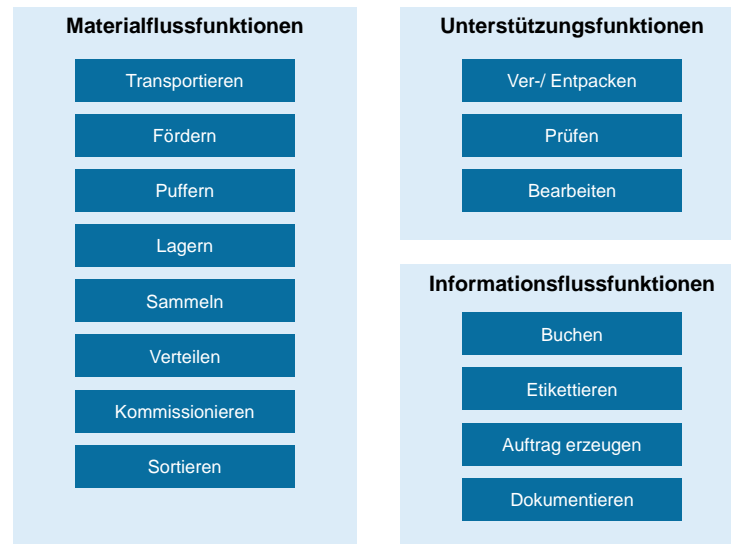 Materialflussfunktionen
Transportieren
Fördern
Puffern
Lagern
Sammeln
Verteilen
Kommissionieren
Sortieren
Unterstützungsfunktionen
Ver-/ Entpacken
Prüfen
Bearbeiten
Informationsflussfunktionen
Buchen
Etikettieren
Auftrag erzeugen
Dokumentieren